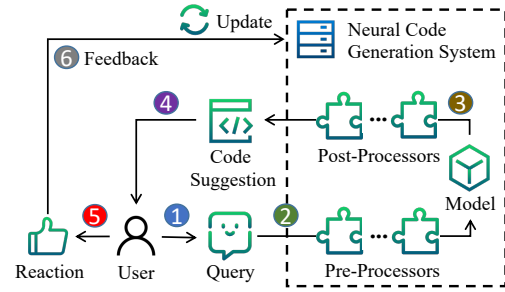 Update
Neural Code
Generation System
6 Feedback
4
3
</>
Code
Suggestion
Post-Processors
Model
5
1
2
Reaction
User
Query
Pre-Processors